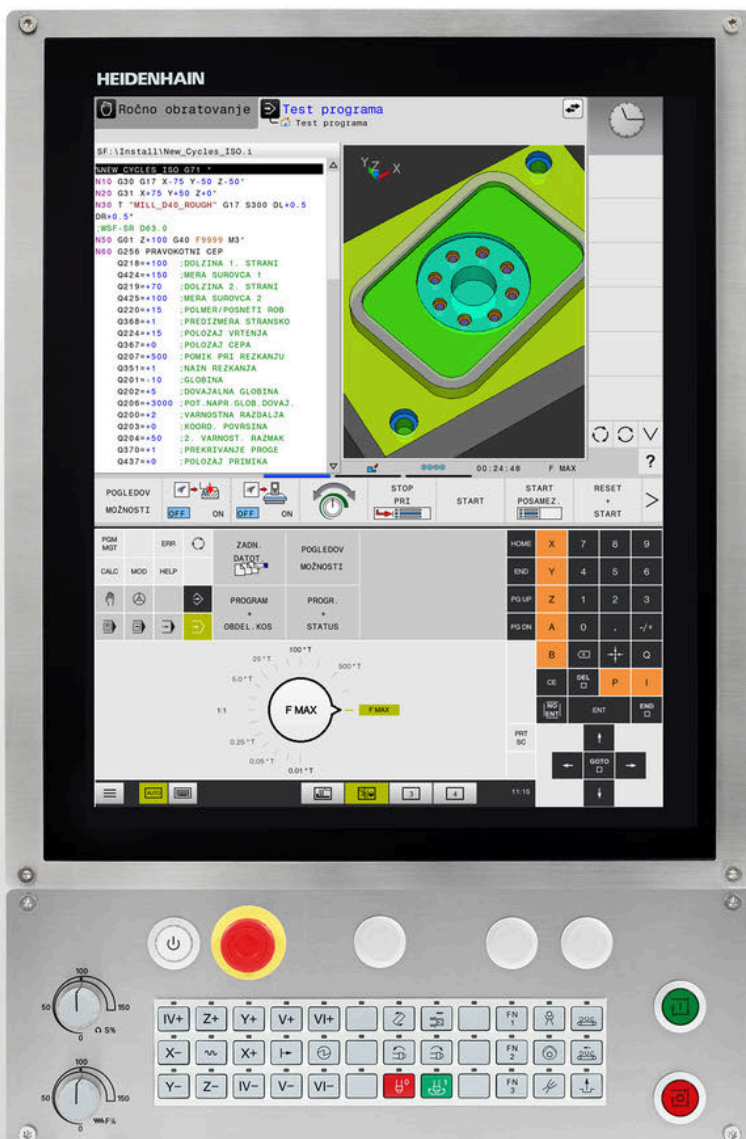 HEIDENHAIN
Ročno obratovanje
Test programa
Test programa
SF:\Install\New_Cycles_ISO.i
%NEW_CYCLES_ISO G71 *
N10 G30 G17 X-75 Y-50 Z-50*
N20 G31 X+75 Y+50 Z+0*
N30 T "MILL_D40_ROUGH" G17 S300 DL+0.5
DR+0.5*
;WSF-SR D63.0
N50 G01 Z+100 G40 F9999 M3*
N60 G256 PRAVOKOTNI CEP
Q218=+100 ;DOLZINA 1. STRANI
Q424=+150 ;MERA SUROVCA 1
Q219=+70 ;DOLZINA 2. STRANI
Q425=+100 ;MERA SUROVCA 2
Q220=+15 ;POLMER/POSNETI ROB
Q368=+1 ;PREDIZMERA STRANSKO
Q224=+15 ;POLOZAJ VRTENJA
Q367=+0 ;POLOZAJ CEPA
Q207=+500 ;POMIK PRI REZKANJU
Q351=+1 ;NAIN REZKANJA
Q201=-10 ;GLOBINA
Q202=+5 ;DOVAJALNA GLOBINA
Q206=+3000 ;POT.NAPR.GLOB.DOVAJ.
Q200=+2 ;VARNOSTNA RAZDALJA
Q203=+0 ;KOORD. POVRSINA
Q204=+50 ;2. VARNOST. RAZMAK
Q370=+1 ;PREKRIVANJE PROGE
Q437=+0 ;POLOZAJ PRIMIKA
Y Z X
00:24:48 F MAX
?
POGLEDOV
MOŽNOSTI
OFF ON
OFF ON
STOP
PRI
START
START
POSAMEZ.
RESET
+
START
PGM
MGT
ERR
CALC MOD HELP
ZADN.
DATOT.
POGLEDOV
MOŽNOSTI
PROGRAM
+
OBDEL.KOS
PROGR.
+
STATUS
HOME X 7 8 9
END Y 4 5 6
PG UP Z 1 2 3
PG DN A 0 . -/+
B Q
CE DEL P I
NO
ENT
ENT
END
PRT
SC
GOTO
100*T
25*T
500*T
5.0*T
1:1
F MAX
F MAX
0.25*T
0.05*T
0.01*T
AUTO
3
4
11:15
100
50 150
0
S%
100
50 150
0
F%
IV+ Z+ Y+ V+ VI+ FN 1
X- X+ FN 2
Y- Z- IV- V- VI- 0 1 FN 3